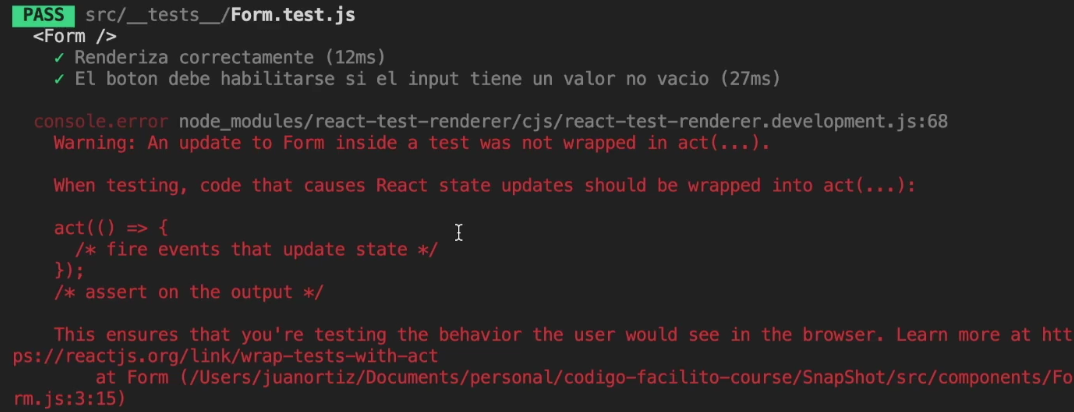 PASS src/__tests__/Form.test.js
<Form />
✓ Renderiza correctamente (12ms)
✓ El boton debe habilitarse si el input tiene un valor no vacio (27ms)
console.error node_modules/react-test-renderer/cjs/react-test-renderer.development.js:68
Warning: An update to Form inside a test was not wrapped in act(...).
When testing, code that causes React state updates should be wrapped into act(...):
act(() => {
/* fire events that update state */
});
/* assert on the output */
This ensures that you're testing the behavior the user would see in the browser. Learn more at htt
ps://reactjs.org/link/wrap-tests-with-act
at Form (/Users/juanortiz/Documents/personal/codigo-facilito-course/SnapShot/src/components/Fo
rm.js:3:15)